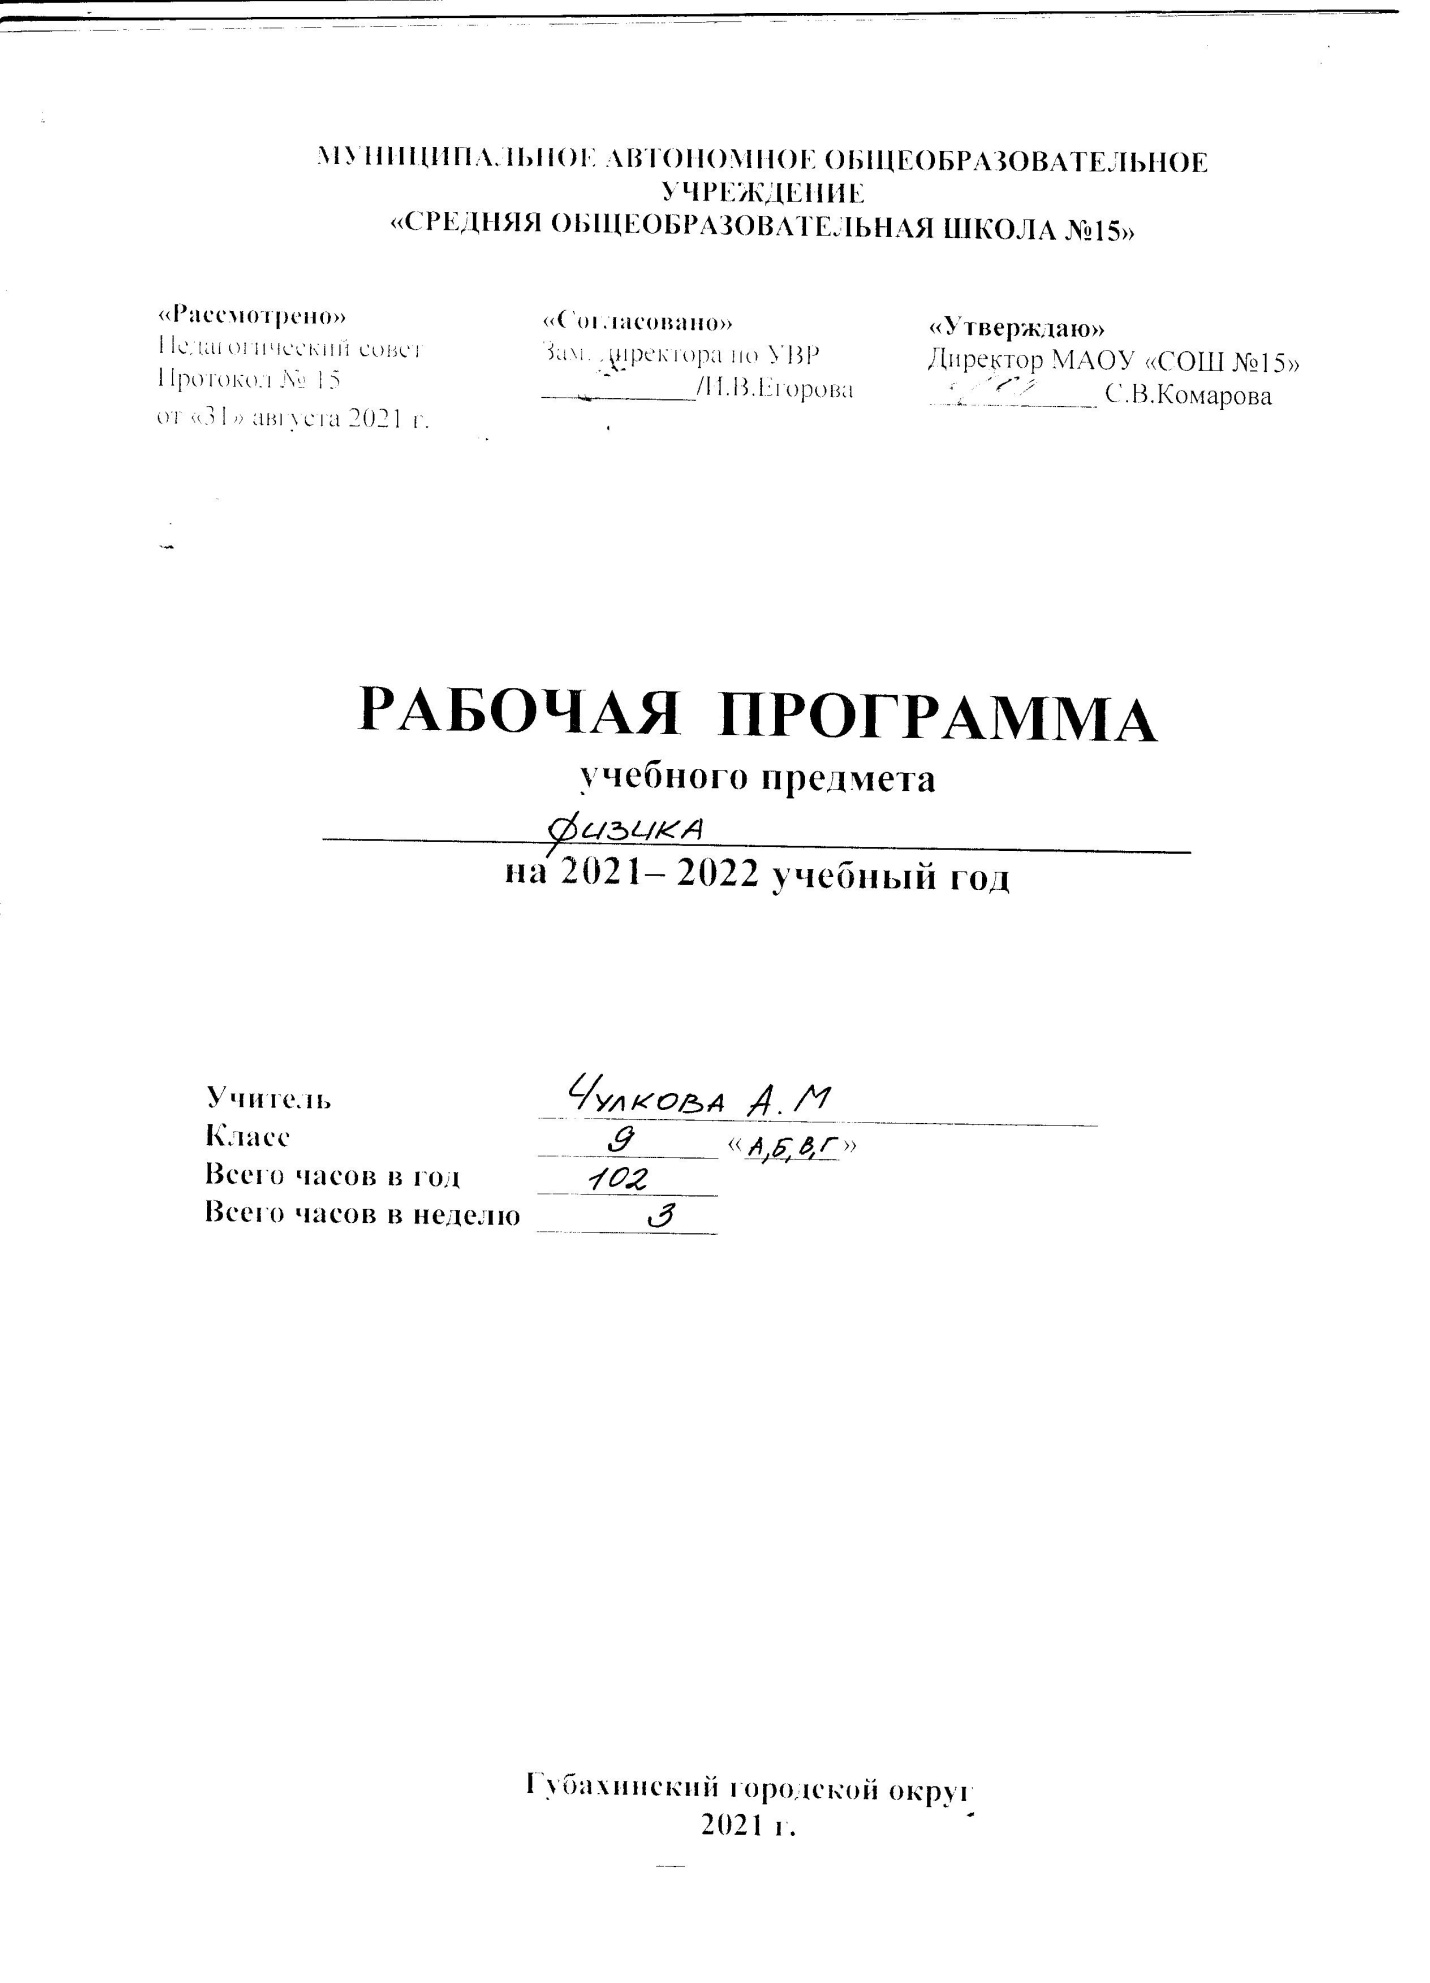 МУНИЦИПАЛЬНОЕ АВТОНОМНОЕ ОБЩЕОБРАЗОВАТЕЛЬНОЕ
УЧРЕЖДЕНИЕ
«СРЕДНЯЯ ОБЩЕОБРАЗОВАТЕЛЬНАЯ ШКОЛА №15»
«Рассмотрено»
Педагогический совет
Протокол № 15
от «31» августа 2021 г.
«Согласовано»
Зам. директора по УВР
/И.В.Егорова
«Утверждаю»
Директор МАОУ «СОШ №15»
С.В.Комарова
РАБОЧАЯ ПРОГРАММА
учебного предмета
физика
на 2021– 2022 учебный год
Учитель Чулкова А.М
Класс 9 «А,Б,В,Г»
Всего часов в год 102
Всего часов в неделю 3
Губахинский городской округ
2021 г.